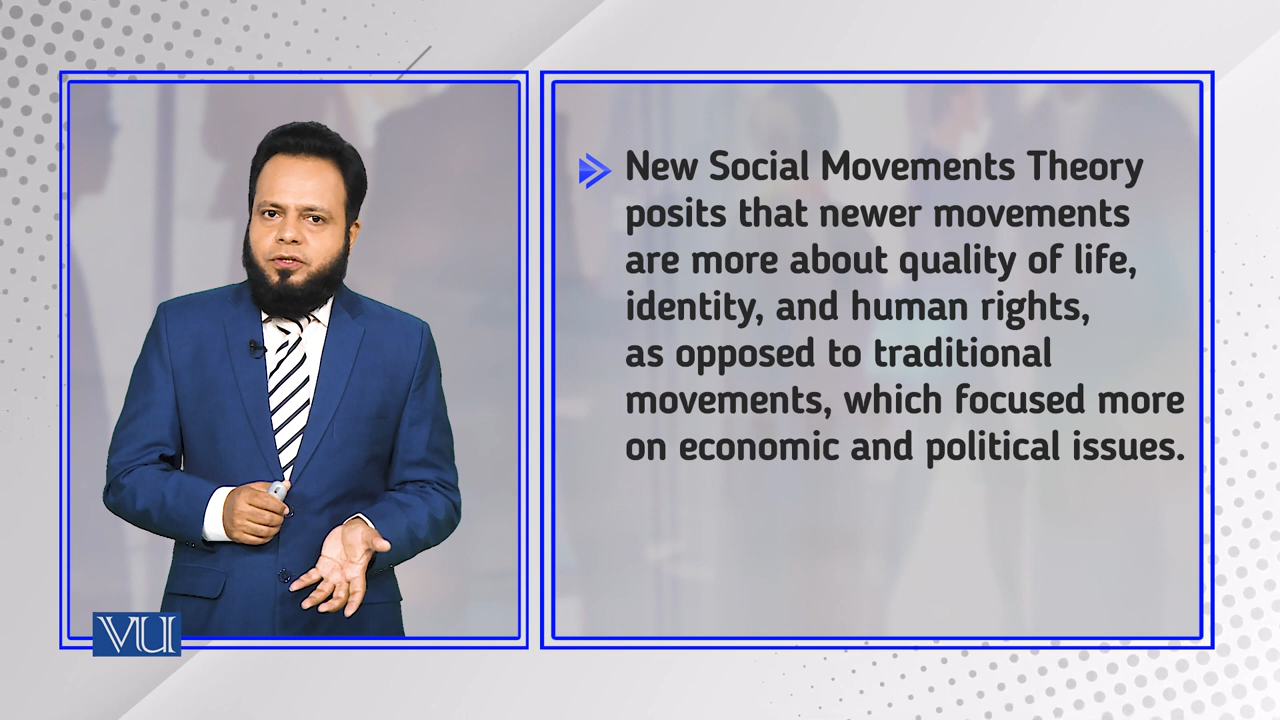 New Social Movements Theory
posits that newer movements
are more about quality of life,
identity, and human rights,
as opposed to traditional
movements, which focused more
on economic and political issues.
VU